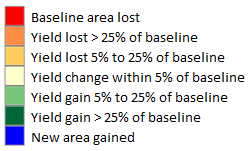 Baseline area lost
Yield lost > 25% of baseline
Yield lost 5% to 25% of baseline
Yield change within 5% of baseline
Yield gain 5% to 25% of baseline
Yield gain > 25% of baseline
New area gained